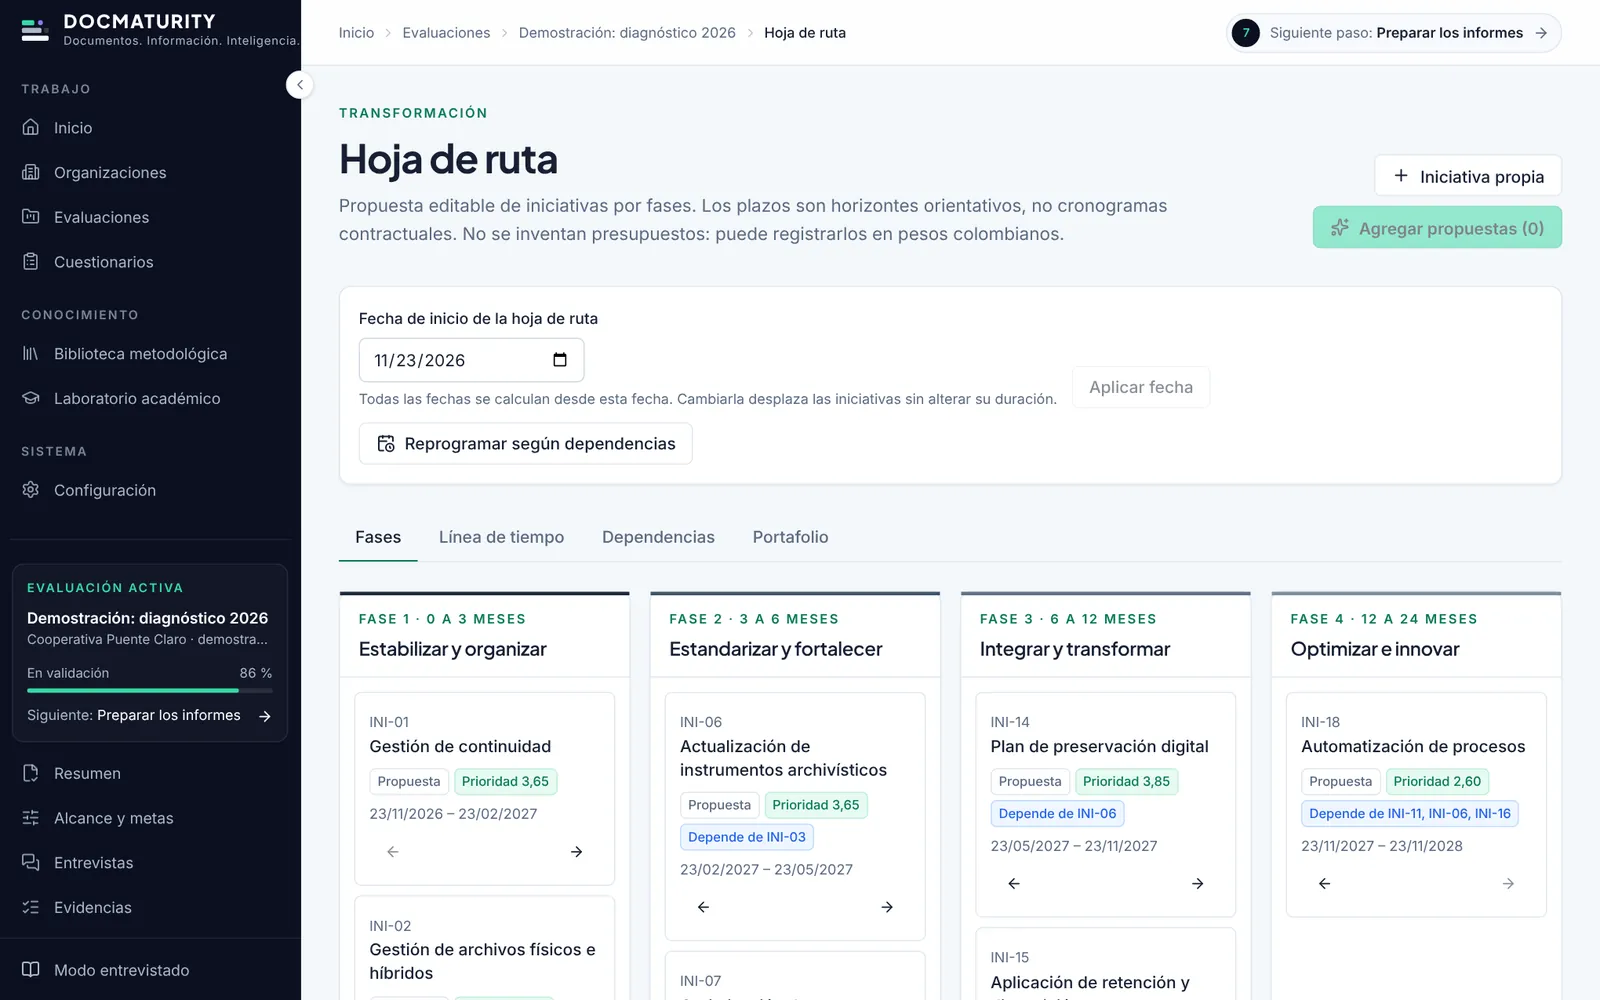 DOCMATURITY
Documentos. Información. Inteligencia.
TRABAJO
Inicio
Organizaciones
Evaluaciones
Cuestionarios
CONOCIMIENTO
Biblioteca metodológica
Laboratorio académico
SISTEMA
Configuración
EVALUACIÓN ACTIVA
Demostración: diagnóstico 2026
Cooperativa Puente Claro · demostra...
En validación 86 %
Siguiente: Preparar los informes
Resumen
Alcance y metas
Entrevistas
Evidencias
Modo entrevistado
Inicio > Evaluaciones > Demostración: diagnóstico 2026 > Hoja de ruta
7 Siguiente paso: Preparar los informes
TRANSFORMACIÓN
Hoja de ruta
Propuesta editable de iniciativas por fases. Los plazos son horizontes orientativos, no cronogramas
contractuales. No se inventan presupuestos: puede registrarlos en pesos colombianos.
Iniciativa propia
Agregar propuestas (0)
Fecha de inicio de la hoja de ruta
11/23/2026
Todas las fechas se calculan desde esta fecha. Cambiarla desplaza las iniciativas sin alterar su duración.
Aplicar fecha
Reprogramar según dependencias
Fases Línea de tiempo Dependencias Portafolio
FASE 1 · 0 A 3 MESES
Estabilizar y organizar
INI-01
Gestión de continuidad
Propuesta Prioridad 3,65
23/11/2026 – 23/02/2027
INI-02
Gestión de archivos físicos e
híbridos
FASE 2 · 3 A 6 MESES
Estandarizar y fortalecer
INI-06
Actualización de
instrumentos archivísticos
Propuesta Prioridad 3,65
Depende de INI-03
23/02/2027 – 23/05/2027
INI-07
FASE 3 · 6 A 12 MESES
Integrar y transformar
INI-14
Plan de preservación digital
Propuesta Prioridad 3,85
Depende de INI-06
23/05/2027 – 23/11/2027
INI-15
Aplicación de retención y
FASE 4 · 12 A 24 MESES
Optimizar e innovar
INI-18
Automatización de procesos
Propuesta Prioridad 2,60
Depende de INI-11, INI-06, INI-16
23/11/2027 – 23/11/2028